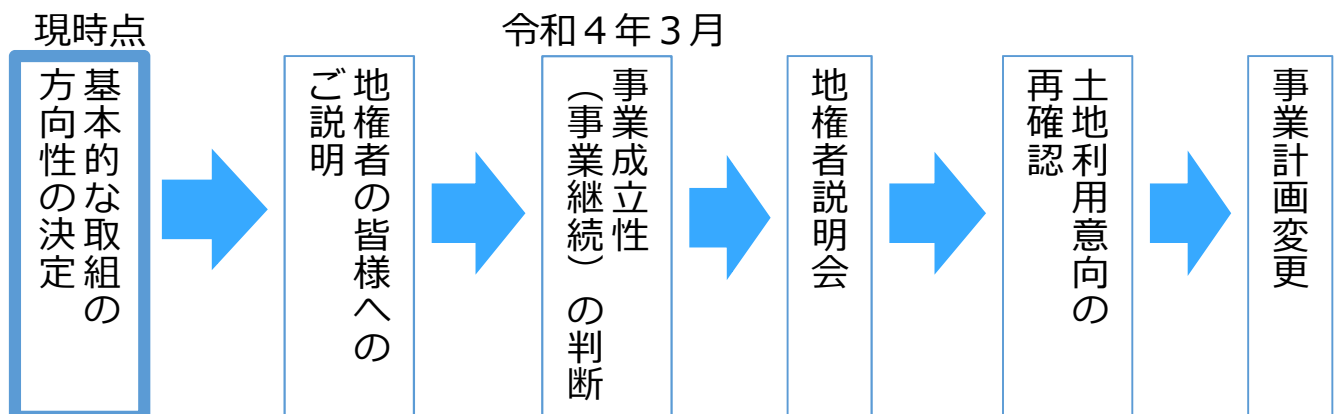 現時点
基本的な取組の
方向性の決定
地権者の皆様への
ご説明
令和４年３月
事業成立性
（事業継続）の判断
地権者説明会
土地利用意向の
再確認
事業計画変更